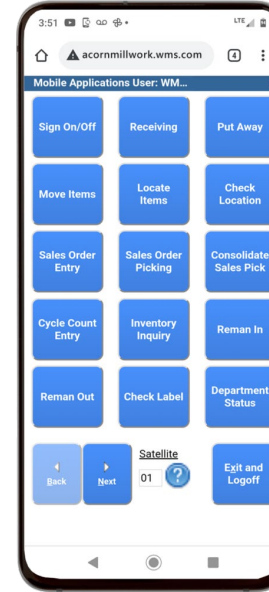 3:51
LTE
acornmillwork.wms.com
4
Mobile Applications User: WM...
Sign On/Off
Receiving
Put Away
Move Items
Locate
Items
Check
Location
Sales Order
Entry
Sales Order
Picking
Consolidate
Sales Pick
Cycle Count
Entry
Inventory
Inquiry
Reman In
Reman Out
Check Label
Department
Status
Back
Next
Satellite
01
?
Exit and
Logoff